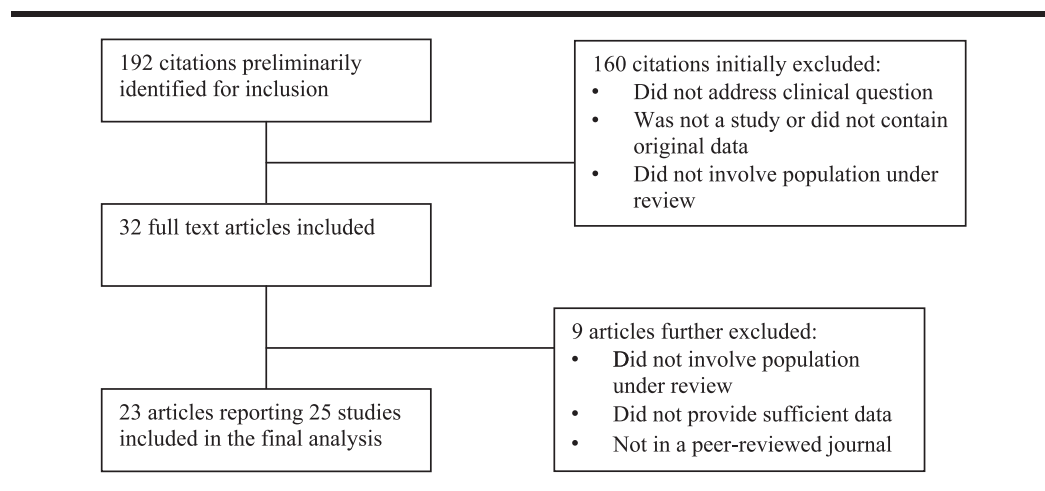 192 citations preliminarily
identified for inclusion
160 citations initially excluded:
• Did not address clinical question
• Was not a study or did not contain
original data
• Did not involve population under
review
32 full text articles included
9 articles further excluded:
• Did not involve population
under review
• Did not provide sufficient data
• Not in a peer-reviewed journal
23 articles reporting 25 studies
included in the final analysis